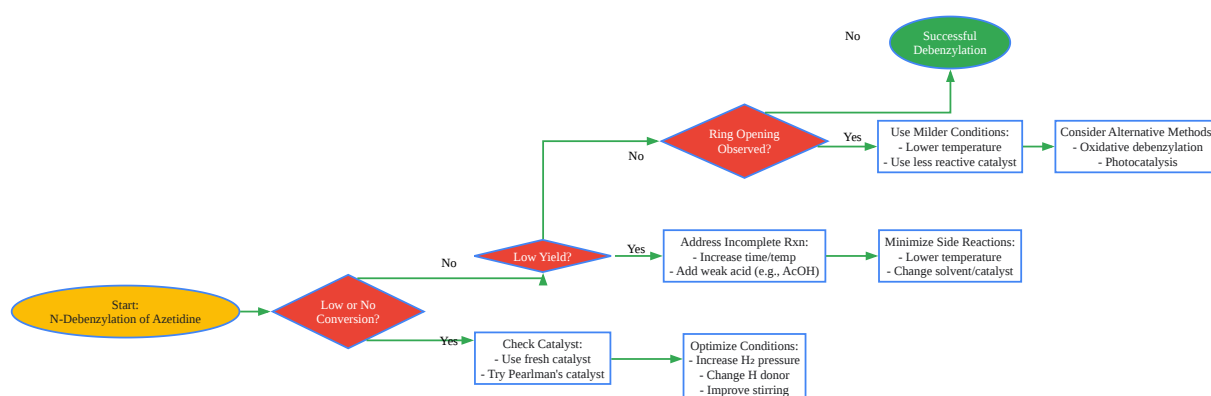 Start:
N-Debenzylation of Azetidine
Low or No
Conversion?
Yes
Check Catalyst:
- Use fresh catalyst
- Try Pearlman's catalyst
Optimize Conditions:
- Increase H₂ pressure
- Change H donor
- Improve stirring
No
Low Yield?
Yes
Address Incomplete Rxn:
- Increase time/temp
- Add weak acid (e.g., AcOH)
Minimize Side Reactions:
- Lower temperature
- Change solvent/catalyst
No
Ring Opening
Observed?
Yes
Use Milder Conditions:
- Lower temperature
- Use less reactive catalyst
Consider Alternative Methods:
- Oxidative debenzylation
- Photocatalysis
No
Successful
Debenzylation